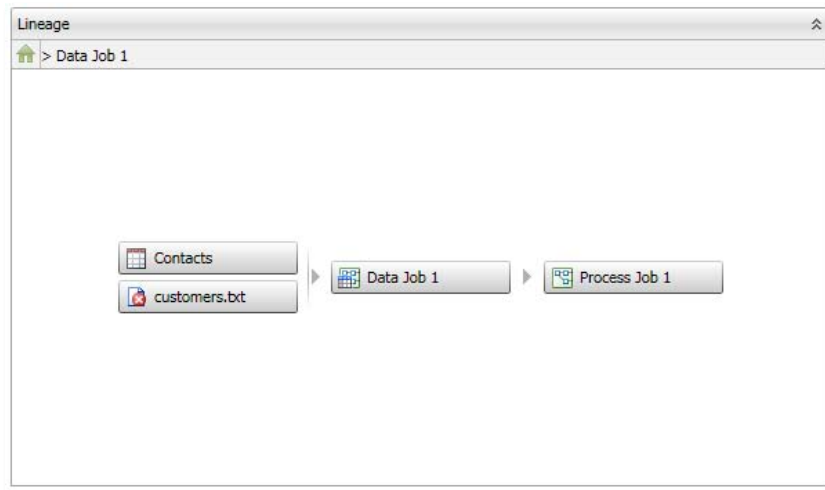 Lineage
> Data Job 1
Contacts
customers.txt
Data Job 1
Process Job 1